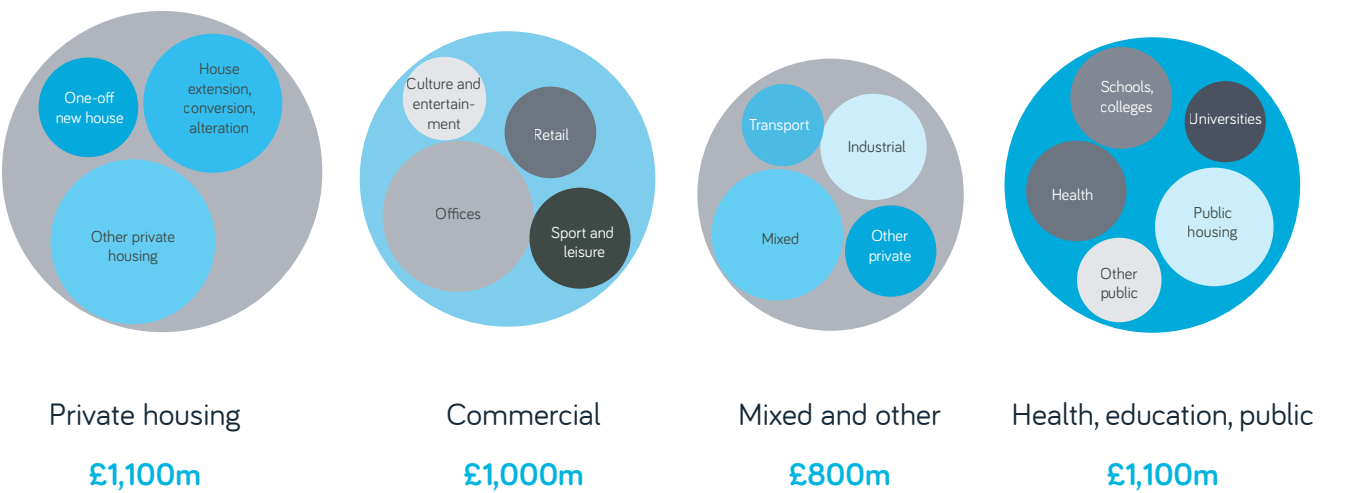 One-off
new house
House
extension,
conversion,
alteration
Other private
housing
Culture and
entertain-
ment
Retail
Offices
Sport and
leisure
Transport
Industrial
Mixed
Other
private
Schools,
colleges
Universities
Health
Public
housing
Other
public
Private housing
Commercial
Mixed and other
Health, education, public
£1,100m
£1,000m
£800m
£1,100m